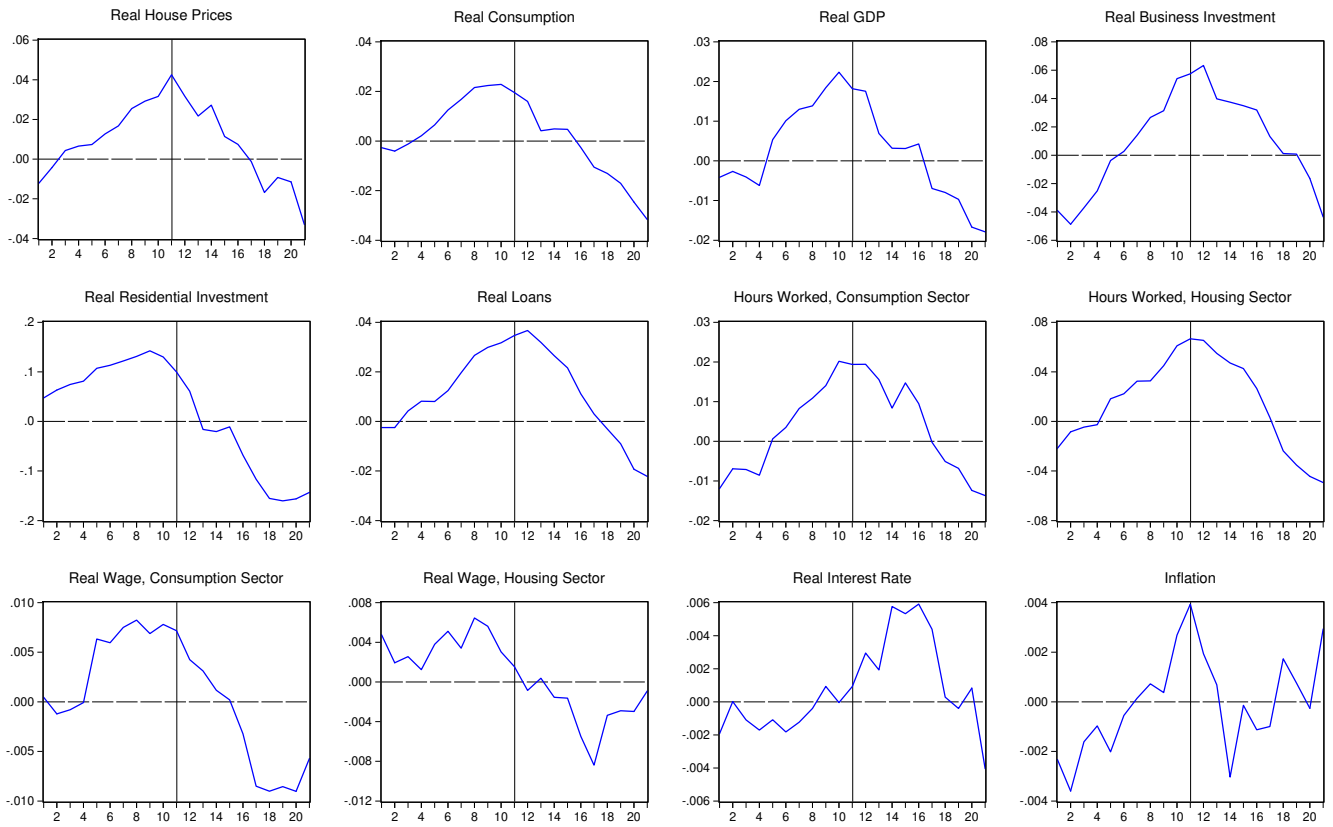 Real House Prices
.06
.04
.02
.00
-.02
-.04
2 4 6 8 10 12 14 16 18 20
Real Consumption
.04
.02
.00
-.02
-.04
2 4 6 8 10 12 14 16 18 20
Real GDP
.03
.02
.01
.00
-.01
-.02
2 4 6 8 10 12 14 16 18 20
Real Business Investment
.08
.06
.04
.02
.00
-.02
-.04
-.06
2 4 6 8 10 12 14 16 18 20
Real Residential Investment
.2
.1
.0
-.1
-.2
2 4 6 8 10 12 14 16 18 20
Real Loans
.04
.02
.00
-.02
-.04
2 4 6 8 10 12 14 16 18 20
Hours Worked, Consumption Sector
.03
.02
.01
.00
-.01
-.02
2 4 6 8 10 12 14 16 18 20
Hours Worked, Housing Sector
.08
.04
.00
-.04
-.08
2 4 6 8 10 12 14 16 18 20
Real Wage, Consumption Sector
.010
.005
.000
-.005
-.010
2 4 6 8 10 12 14 16 18 20
Real Wage, Housing Sector
.008
.004
.000
-.004
-.008
-.012
2 4 6 8 10 12 14 16 18 20
Real Interest Rate
.006
.004
.002
.000
-.002
-.004
-.006
2 4 6 8 10 12 14 16 18 20
Inflation
.004
.002
.000
-.002
-.004
2 4 6 8 10 12 14 16 18 20